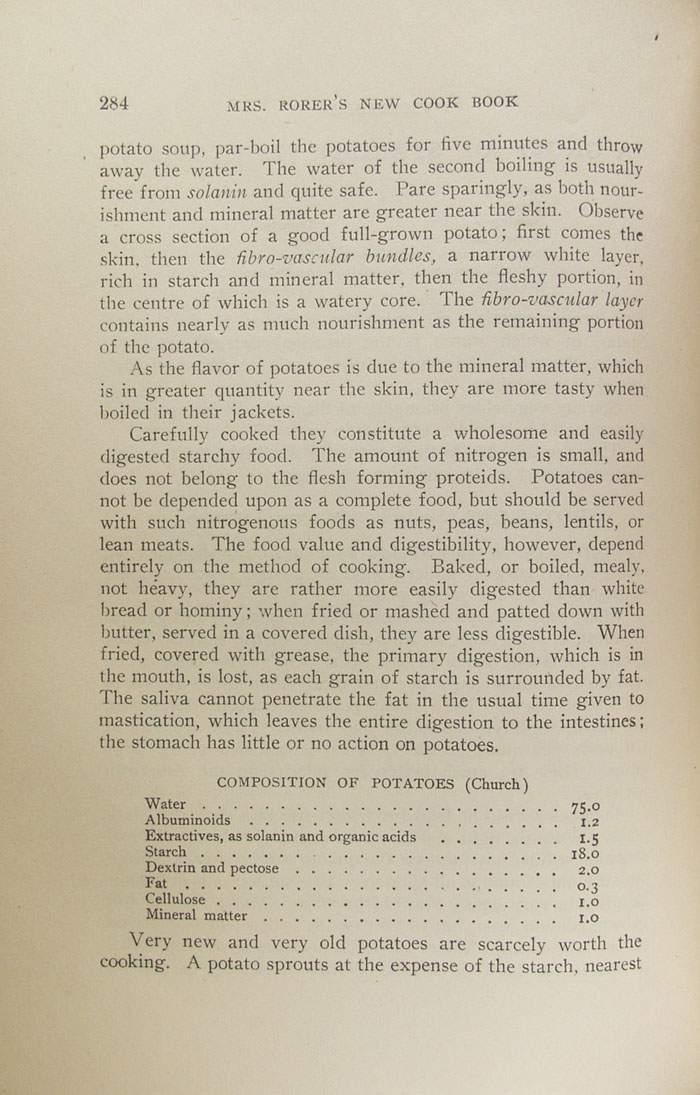 284 MRS. RORER'S NEW COOK BOOK
potato soup, par-boil the potatoes for five minutes and throw
away the water. The water of the second boiling is usually
free from solanin and quite safe. Pare sparingly, as both nour-
ishment and mineral matter are greater near the skin. Observe
a cross section of a good full-grown potato; first comes the
skin, then the fibro-vascular bundles, a narrow white layer,
rich in starch and mineral matter, then the fleshy portion, in
the centre of which is a watery core. The fibro-vascular layer
contains nearly as much nourishment as the remaining portion
of the potato.
As the flavor of potatoes is due to the mineral matter, which
is in greater quantity near the skin, they are more tasty when
boiled in their jackets.
Carefully cooked they constitute a wholesome and easily
digested starchy food. The amount of nitrogen is small, and
does not belong to the flesh forming proteids. Potatoes can-
not be depended upon as a complete food, but should be served
with such nitrogenous foods as nuts, peas, beans, lentils, or
lean meats. The food value and digestibility, however, depend
entirely on the method of cooking. Baked, or boiled, mealy,
not heavy, they are rather more easily digested than white
bread or hominy; when fried or mashed and patted down with
butter, served in a covered dish, they are less digestible. When
fried, covered with grease, the primary digestion, which is in
the mouth, is lost, as each grain of starch is surrounded by fat.
The saliva cannot penetrate the fat in the usual time given to
mastication, which leaves the entire digestion to the intestines;
the stomach has little or no action on potatoes.
COMPOSITION OF POTATOES (Church)
Water . . . . . . . . . . . . . . . . . . . . . . . 75.0
Albuminoids . . . . . . . . . . . . . . . . . . . . 1.2
Extractives, as solanin and organic acids . . . . . . . . 1.5
Starch . . . . . . . . . . . . . . . . . . . . . . . 18.0
Dextrin and pectose . . . . . . . . . . . . . . . . . 2.0
Fat . . . . . . . . . . . . . . . . . . . . . . . . 0.3
Cellulose . . . . . . . . . . . . . . . . . . . . . . 1.0
Mineral matter . . . . . . . . . . . . . . . . . . . 1.0
Very new and very old potatoes are scarcely worth the
cooking. A potato sprouts at the expense of the starch, nearest